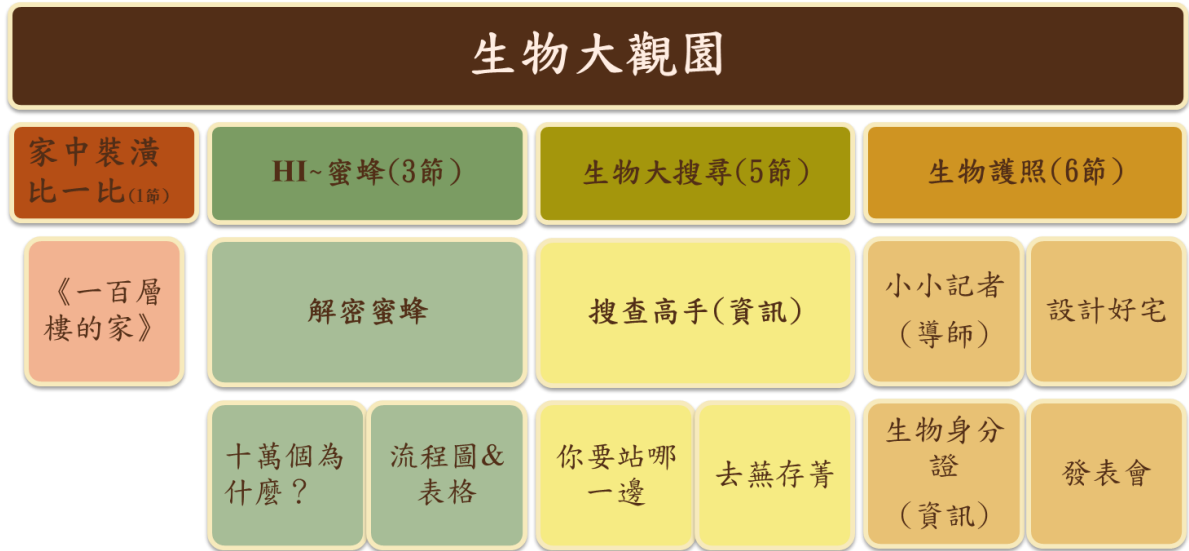 生物大觀園
家中裝潢
比一比(1節)
HI~蜜蜂(3節)
生物大搜尋(5節)
生物護照(6節)
《一百層
樓的家》
解密蜜蜂
搜查高手(資訊)
小小記者
(導師)
設計好宅
十萬個為
什麼？
流程圖&
表格
你要站哪
一邊
去蕪存菁
生物身分
證
(資訊)
發表會